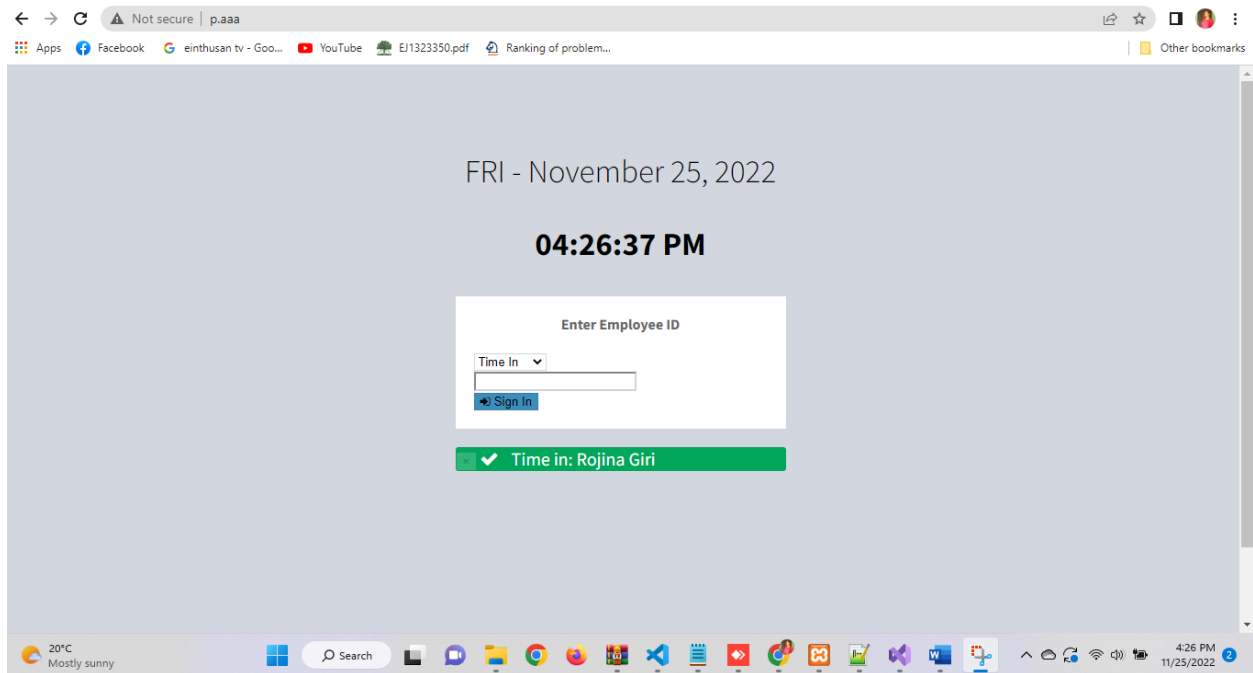 Not secure | p.aaa
Apps Facebook einthusan tv - Goo... YouTube EJ1323350.pdf Ranking of problem... Other bookmarks
FRI - November 25, 2022
04:26:37 PM
Enter Employee ID
Time In
Sign In
Time in: Rojina Giri
20°C
Mostly sunny
Search
4:26 PM
11/25/2022
2